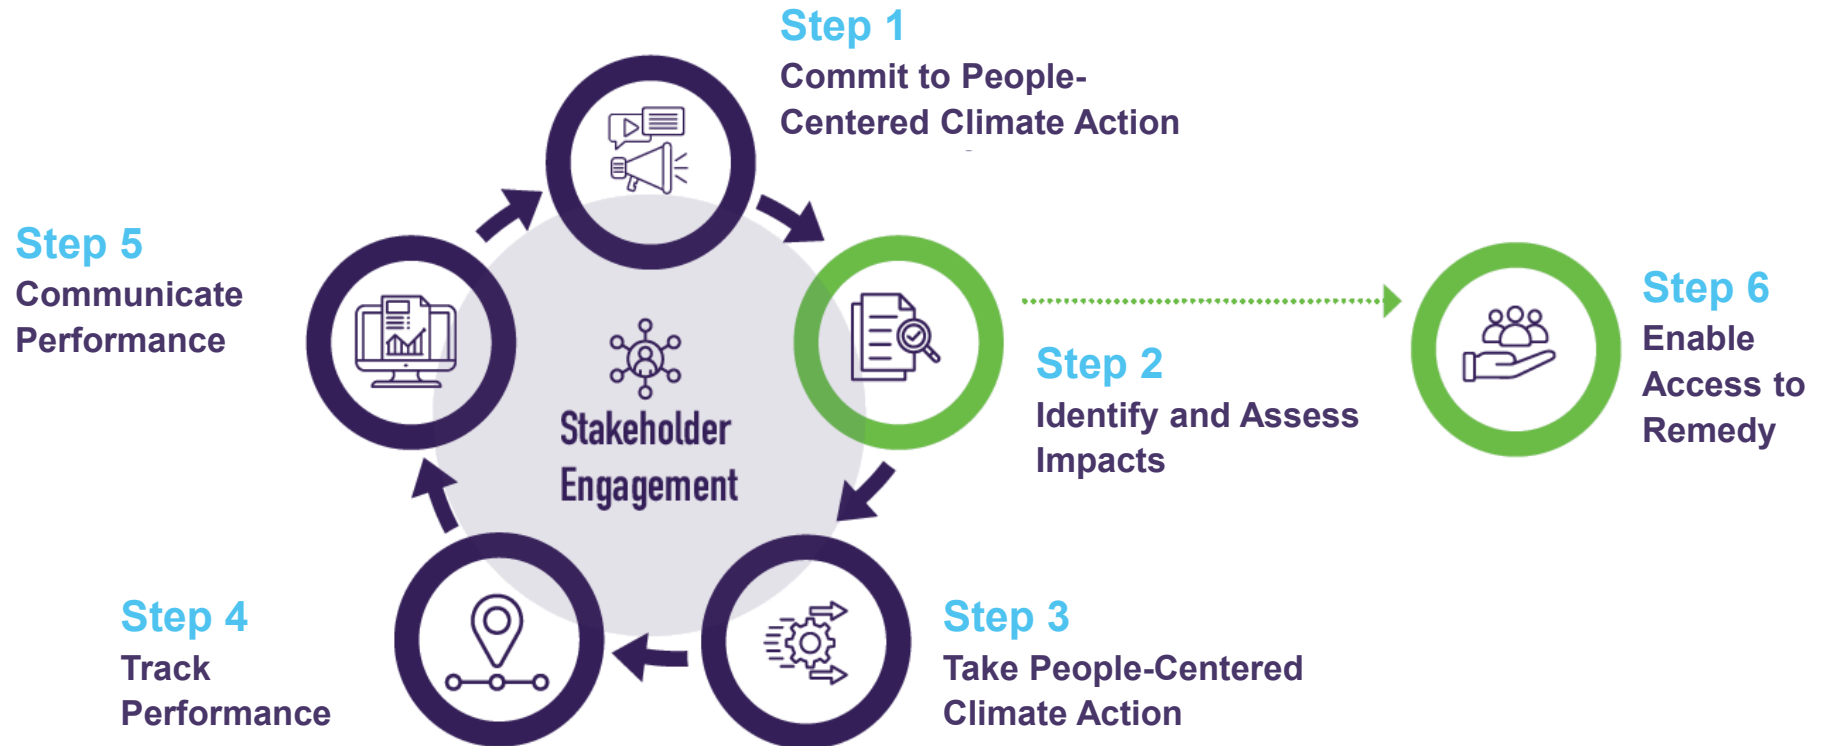 Step 1
Commit to People-
Centered Climate Action
Step 5
Communicate
Performance
Stakeholder
Engagement
Step 2
Identify and Assess
Impacts
Step 6
Enable
Access to
Remedy
Step 4
Track
Performance
Step 3
Take People-Centered
Climate Action